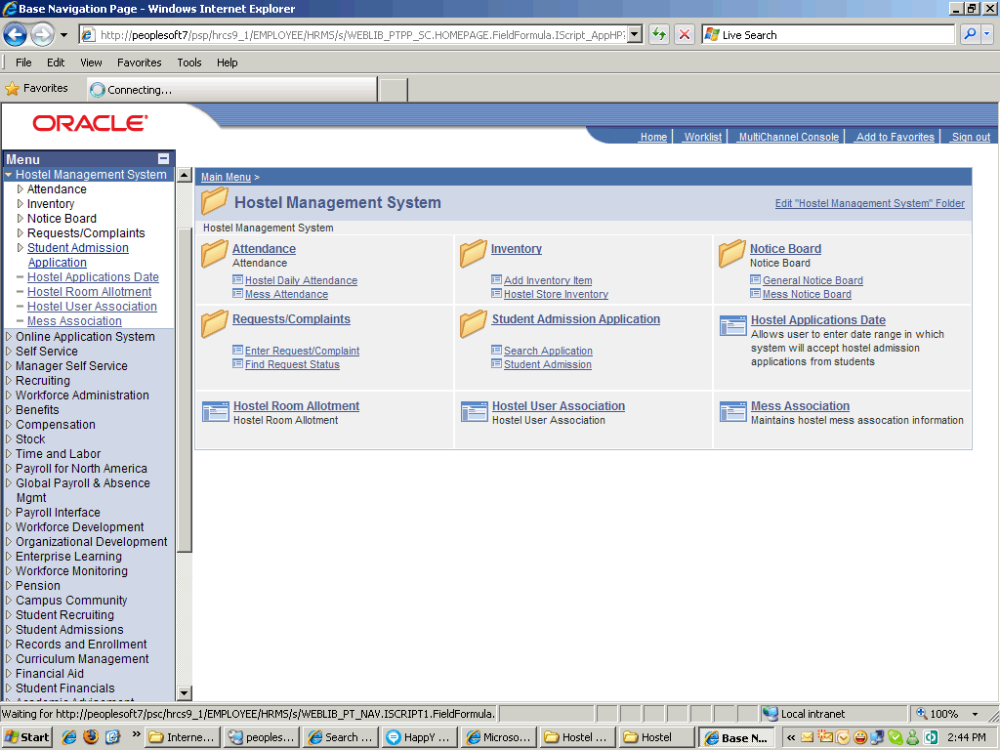 Base Navigation Page - Windows Internet Explorer
http://peoplesoft7/psp/hrcs9_1/EMPLOYEE/HRMS/s/WEBLIB_PTPP_SC.HOMEPAGE.FieldFormula.IScript_AppHP?
Live Search
File Edit View Favorites Tools Help
Favorites
Connecting...
ORACLE
Home Worklist MultiChannel Console Add to Favorites Sign out
Menu
Hostel Management System
Attendance
Inventory
Notice Board
Requests/Complaints
Student Admission
Application
Hostel Applications Date
Hostel Room Allotment
Hostel User Association
Mess Association
Online Application System
Self Service
Manager Self Service
Recruiting
Workforce Administration
Benefits
Compensation
Stock
Time and Labor
Payroll for North America
Global Payroll & Absence
Mgmt
Payroll Interface
Workforce Development
Organizational Development
Enterprise Learning
Workforce Monitoring
Pension
Campus Community
Student Recruiting
Student Admissions
Records and Enrollment
Curriculum Management
Financial Aid
Student Financials
Main Menu >
Hostel Management System
Edit "Hostel Management System" Folder
Hostel Management System
Attendance
Attendance
Hostel Daily Attendance
Mess Attendance
Inventory
Add Inventory Item
Hostel Store Inventory
Notice Board
Notice Board
General Notice Board
Mess Notice Board
Requests/Complaints
Enter Request/Complaint
Find Request Status
Student Admission Application
Search Application
Student Admission
Hostel Applications Date
Allows user to enter date range in which
system will accept hostel admission
applications from students
Hostel Room Allotment
Hostel Room Allotment
Hostel User Association
Hostel User Association
Mess Association
Maintains hostel mess assocation information
Waiting for http://peoplesoft7/psc/hrcs9_1/EMPLOYEE/HRMS/s/WEBLIB_PT_NAV.ISCRIPT1.FieldFormula.
Local intranet
100%
Start
Interne...
peoples...
Search ...
HappY ...
Microso...
Hostel ...
Hostel
Base N...
2:44 PM